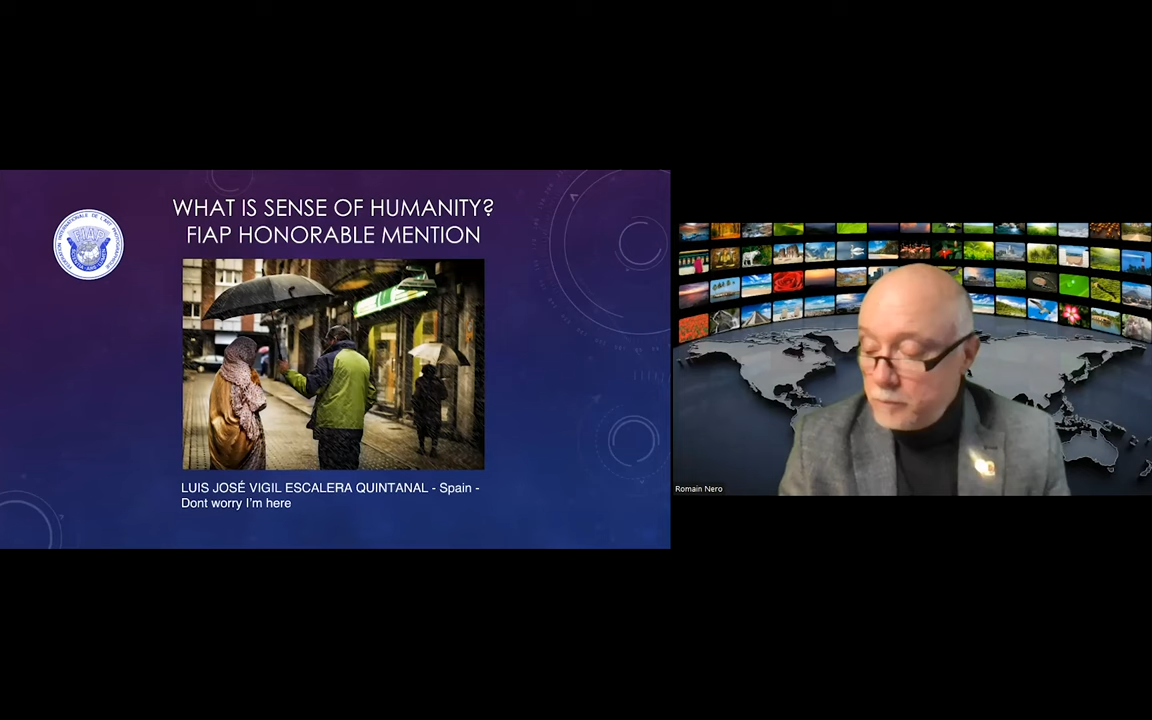 WHAT IS SENSE OF HUMANITY?
FIAP HONORABLE MENTION
FIAP
LUIS JOSÉ VIGIL ESCALERA QUINTANAL - Spain -
Dont worry I'm here
Romain Nero